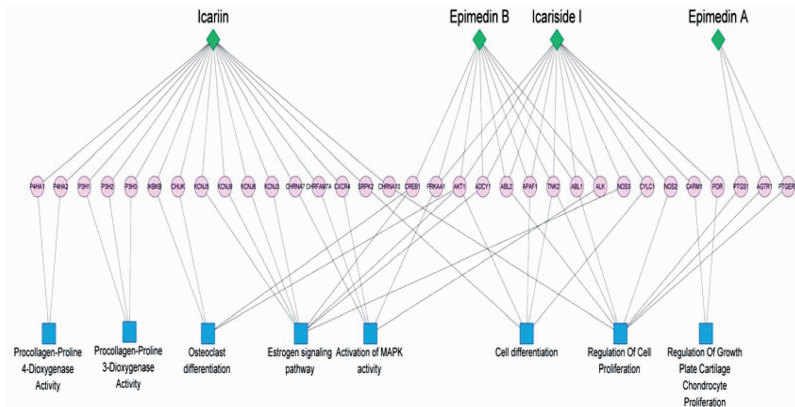 Icariin
Epimedin B
Icariside I
Epimedin A
P4HA1
P4HA2
P3H1
P3H2
P3H3
IKBKB
CHUK
KCNJ5
KCNJ9
KCNJ6
KCNJ3
CHRNA7
CHRFAM7A
CXCR4
SRPK2
CHRNA10
CREB1
PRKAA1
AKT1
ADCY1
ABL2
APAF1
TNK2
ABL1
ALK
NOS3
CYLC1
NOS2
CARM1
POR
PTGS1
AGTR1
PTGER
Procollagen-Proline
4-Dioxygenase
Activity
Procollagen-Proline
3-Dioxygenase
Activity
Osteoclast
differentiation
Estrogen signaling
pathway
Activation of MAPK
activity
Cell differentiation
Regulation Of Cell
Proliferation
Regulation Of Growth
Plate Cartilage
Chondrocyte
Proliferation